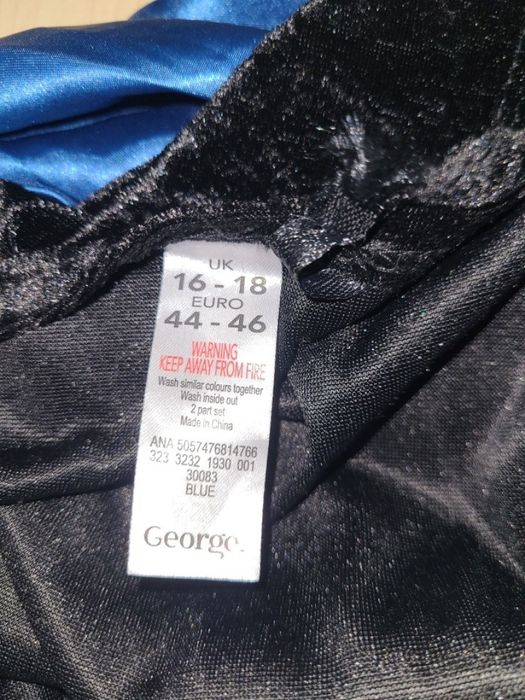 UK
16 - 18
EURO
44 - 46
WARNING
KEEP AWAY FROM FIRE
Wash similar colours together
Wash inside out
2 part set
Made in China
ANA 5057476814766
323 3232 1930 001
30083
BLUE
George.